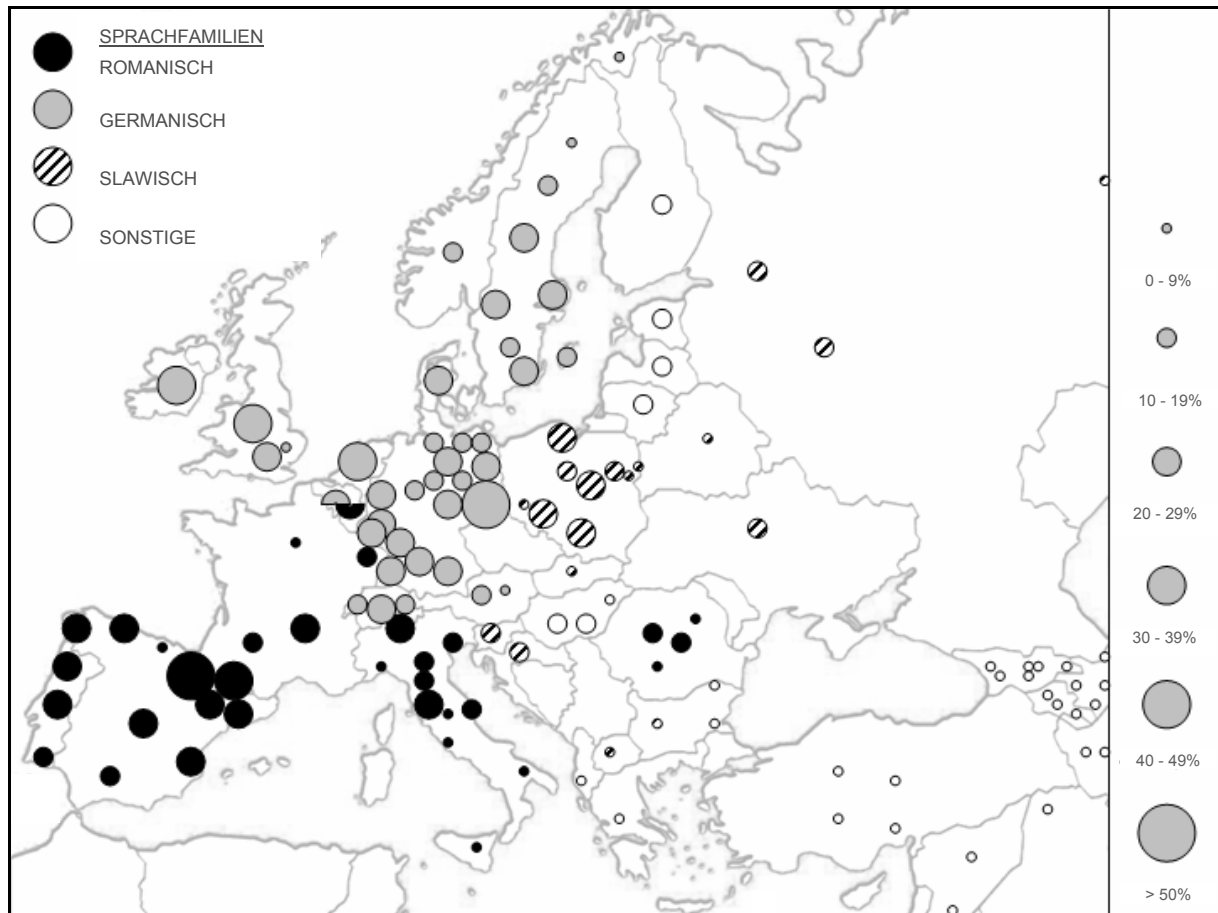 SPRACHFAMILIEN
ROMANISCH
GERMANISCH
SLAWISCH
SONSTIGE
0 - 9%
10 - 19%
20 - 29%
30 - 39%
40 - 49%
> 50%